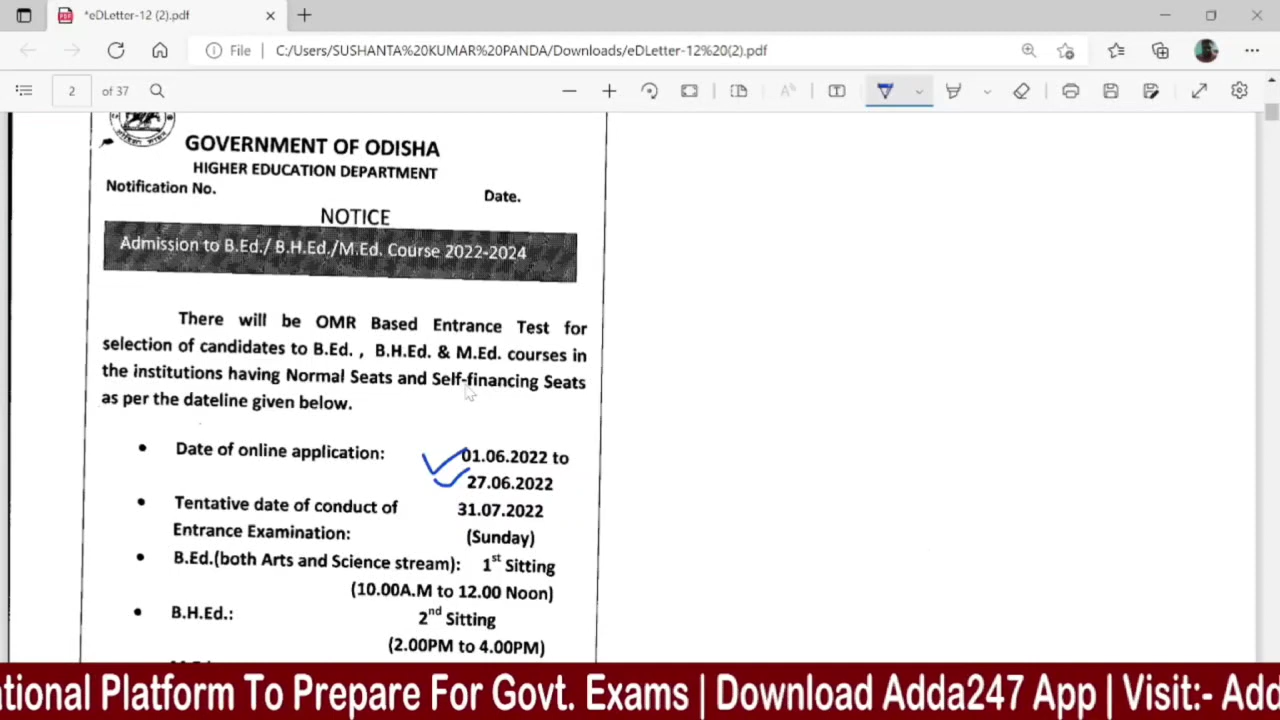 *eDLetter-12 (2).pdf
File | C:/Users/SUSHANTA%20KUMAR%20PANDA/Downloads/eDLetter-12%20(2).pdf
2 of 37
GOVERNMENT OF ODISHA
HIGHER EDUCATION DEPARTMENT
Notification No.
Date.
NOTICE
Admission to B.Ed./ B.H.Ed./M.Ed. Course 2022-2024
There will be OMR Based Entrance Test for
selection of candidates to B.Ed. , B.H.Ed. & M.Ed. courses in
the institutions having Normal Seats and Self-financing Seats
as per the dateline given below.
• Date of online application: 01.06.2022 to
27.06.2022
• Tentative date of conduct of 31.07.2022
Entrance Examination: (Sunday)
• B.Ed.(both Arts and Science stream): 1st Sitting
(10.00A.M to 12.00 Noon)
• B.H.Ed.: 2nd Sitting
(2.00PM to 4.00PM)
ational Platform To Prepare For Govt. Exams | Download Adda247 App | Visit:- Add